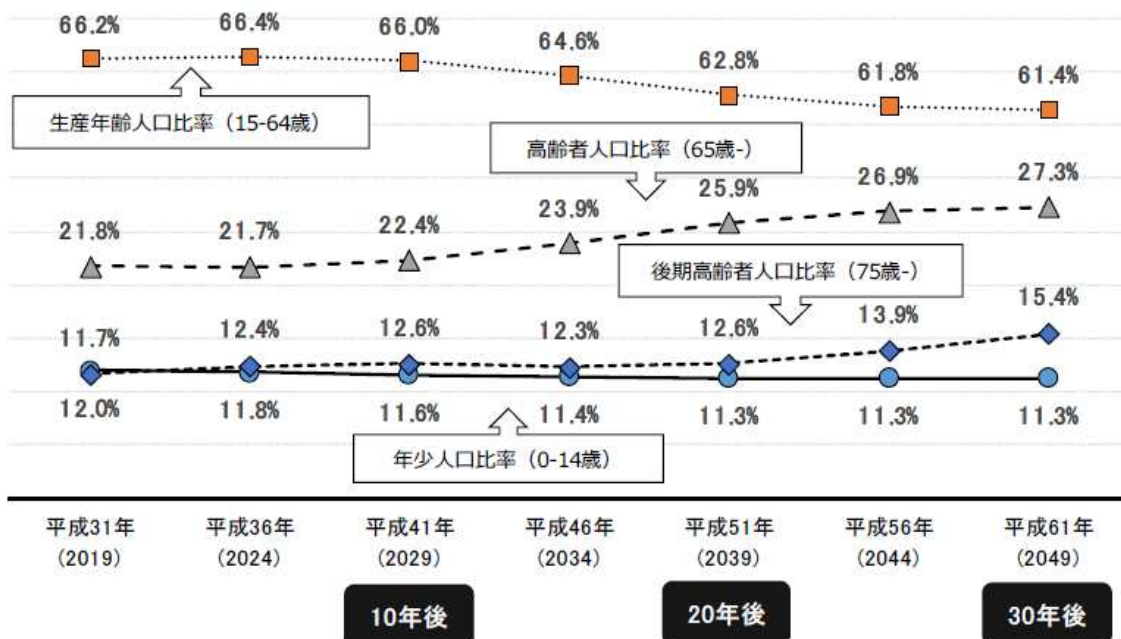 66.2% 66.4% 66.0% 64.6% 62.8% 61.8% 61.4%
生産年齢人口比率（15-64歳）
高齢者人口比率（65歳-）
21.8% 21.7% 22.4% 23.9% 25.9% 26.9% 27.3%
後期高齢者人口比率（75歳-）
11.7% 12.4% 12.6% 12.3% 12.6% 13.9% 15.4%
12.0% 11.8% 11.6% 11.4% 11.3% 11.3% 11.3%
年少人口比率（0-14歳）
平成31年 平成36年 平成41年 平成46年 平成51年 平成56年 平成61年
（2019） （2024） （2029） （2034） （2039） （2044） （2049）
10年後 20年後 30年後